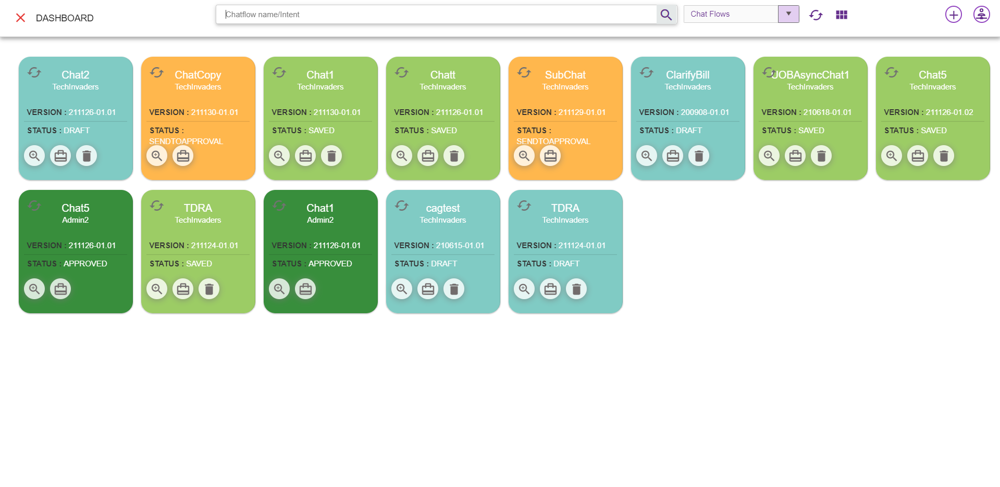 DASHBOARD
Chatflow name/Intent
Chat Flows
Chat2
TechInvaders
VERSION : 211126-01.01
STATUS : DRAFT
ChatCopy
TechInvaders
VERSION : 211130-01.01
STATUS :
SENDTOAPPROVAL
Chat1
TechInvaders
VERSION : 211130-01.01
STATUS : SAVED
Chatt
TechInvaders
VERSION : 211126-01.01
STATUS : SAVED
SubChat
TechInvaders
VERSION : 211129-01.01
STATUS :
SENDTOAPPROVAL
ClarifyBill
TechInvaders
VERSION : 200908-01.01
STATUS : DRAFT
JOBAsyncChat1
TechInvaders
VERSION : 210618-01.01
STATUS : SAVED
Chat5
TechInvaders
VERSION : 211126-01.02
STATUS : SAVED
Chat5
Admin2
VERSION : 211126-01.01
STATUS : APPROVED
TDRA
TechInvaders
VERSION : 211124-01.01
STATUS : SAVED
Chat1
Admin2
VERSION : 211126-01.01
STATUS : APPROVED
cagtest
TechInvaders
VERSION : 210615-01.01
STATUS : DRAFT
TDRA
TechInvaders
VERSION : 211124-01.01
STATUS : DRAFT